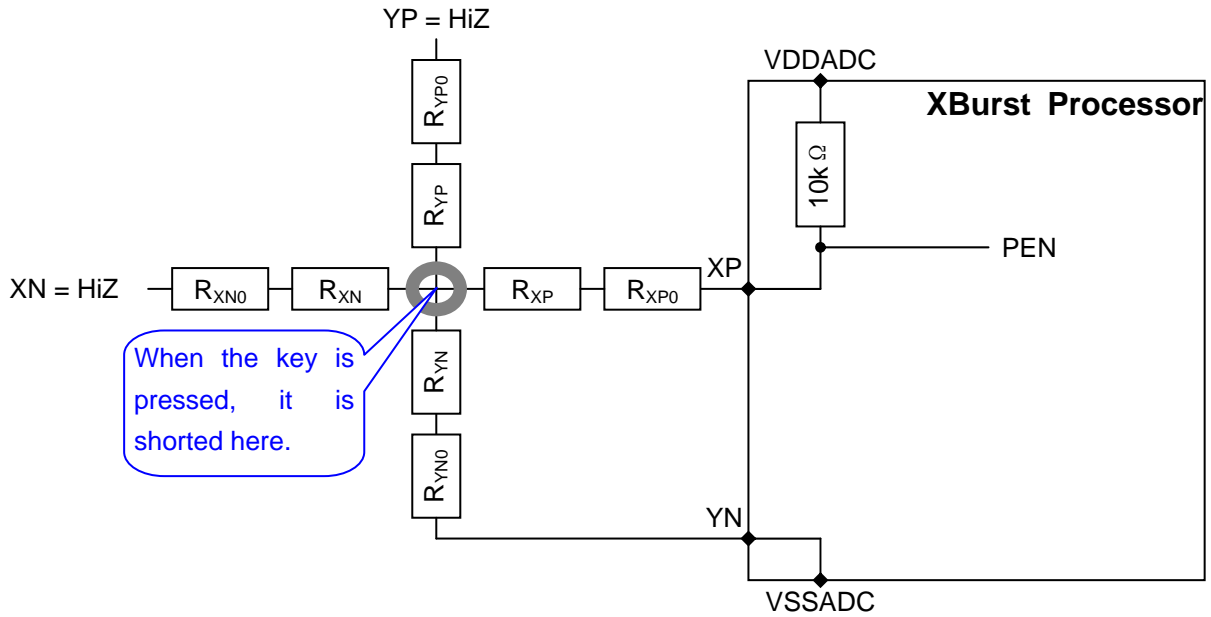 YP = HiZ
VDDADC
XBurst Processor
RYP0
10k Ω
RYP
PEN
XP
XN = HiZ
RXN0
RXN
RXP
RXP0
When the key is
pressed, it is
shorted here.
RYN
RYN0
YN
VSSADC